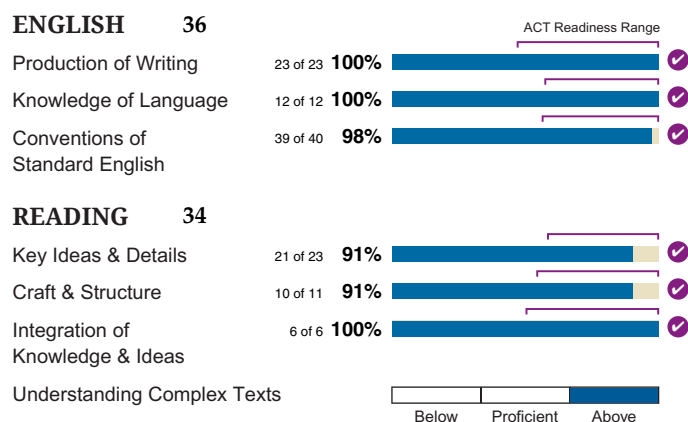 ENGLISH 36
ACT Readiness Range
Production of Writing 23 of 23 100%
Knowledge of Language 12 of 12 100%
Conventions of 39 of 40 98%
Standard English
READING 34
Key Ideas & Details 21 of 23 91%
Craft & Structure 10 of 11 91%
Integration of 6 of 6 100%
Knowledge & Ideas
Understanding Complex Texts
Below Proficient Above